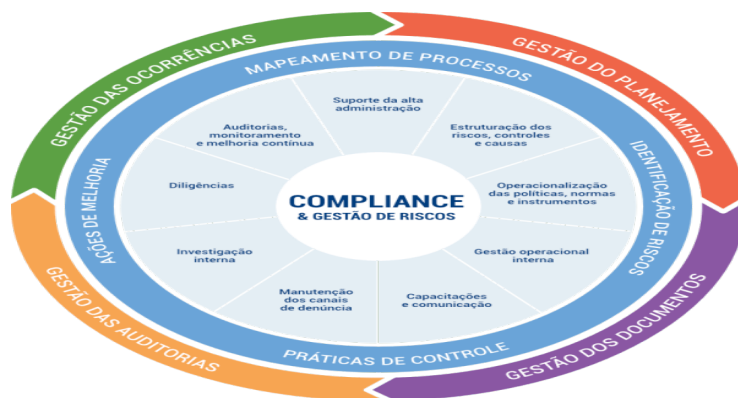 GESTÃO DAS OCORRÊNCIAS
GESTÃO DO PLANEJAMENTO
MAPEAMENTO DE PROCESSOS
Suporte da alta
administração
Auditorias,
monitoramento
e melhoria contínua
Estruturação dos
riscos, controles
e causas
Diligências
COMPLIANCE
& GESTÃO DE RISCOS
Operacionalização
das políticas, normas
e instrumentos
AÇÕES DE MELHORIA
IDENTIFICAÇÃO DE RISCOS
Investigação
interna
Gestão operacional
interna
Manutenção
dos canais
de denúncia
Capacitações
e comunicação
PRÁTICAS DE CONTROLE
GESTÃO DAS AUDITORIAS
GESTÃO DOS DOCUMENTOS